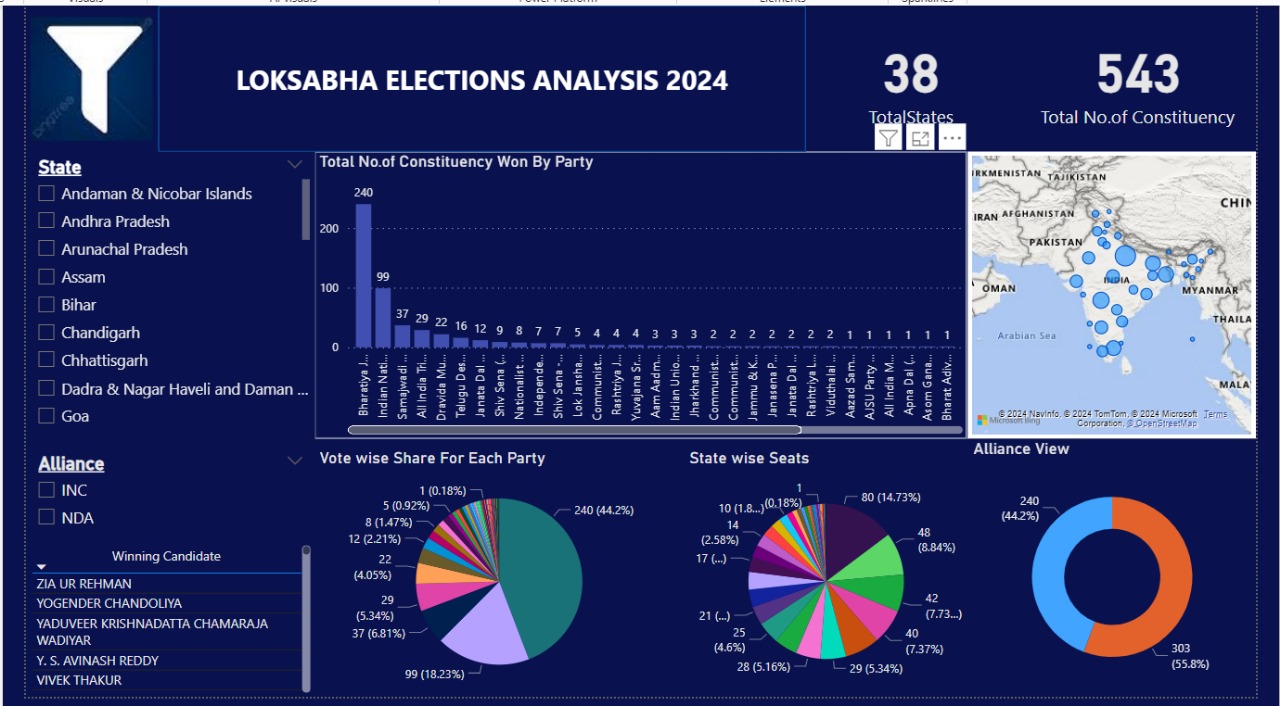 Visuals
AI visuals
Power Platform
Elements
Sparklines
LOKSABHA ELECTIONS ANALYSIS 2024
38
TotalStates
543
Total No.of Constituency
State
Andaman & Nicobar Islands
Andhra Pradesh
Arunachal Pradesh
Assam
Bihar
Chandigarh
Chhattisgarh
Dadra & Nagar Haveli and Daman ...
Goa
Total No.of Constituency Won By Party
240
99
37
29
22
16
12
9
8
7
7
5
4
4
4
3
3
3
2
2
2
2
2
2
2
1
1
1
1
1
1
200
100
0
Bharatiya J...
Indian Nati...
Samajwadi ...
All India Tri...
Dravida Mu...
Telugu Des...
Janata Dal ...
Shiv Sena (...
Nationalist...
Independe...
Shiv Sena -...
Lok Jansha...
Communist...
Rashtriya J...
Yuvajana Sr...
Aam Aadm...
Indian Unio...
Jharkhand ...
Communist...
Communist...
Jammu & K...
Janasena P...
Janata Dal ...
Rashtriya L...
Viduthalai ...
Aazad Sam...
AJSU Party ...
All India M...
Apna Dal (...
Asom Gana...
Bharat Adiv...
TAJIKISTAN
IRAN
AFGHANISTAN
PAKISTAN
INDIA
OMAN
MYANMAR
Arabian Sea
© 2024 NavInfo, © 2024 TomTom, © 2024 Microsoft Terms
Microsoft Bing
Corporation, © OpenStreetMap
Alliance
INC
NDA
Winning Candidate
ZIA UR REHMAN
YOGENDER CHANDOLIYA
YADUVEER KRISHNADATTA CHAMARAJA
WADIYAR
Y. S. AVINASH REDDY
VIVEK THAKUR
Vote wise Share For Each Party
1 (0.18%)
5 (0.92%)
8 (1.47%)
12 (2.21%)
22
(4.05%)
29
(5.34%)
37 (6.81%)
99 (18.23%)
240 (44.2%)
State wise Seats
1
(0.18%)
10 (1.8...)
14
(2.58%)
17 (...)
21 (...)
25
(4.6%)
28 (5.16%)
29 (5.34%)
40
(7.37%)
42
(7.73...)
48
(8.84%)
80 (14.73%)
Alliance View
240
(44.2%)
303
(55.8%)